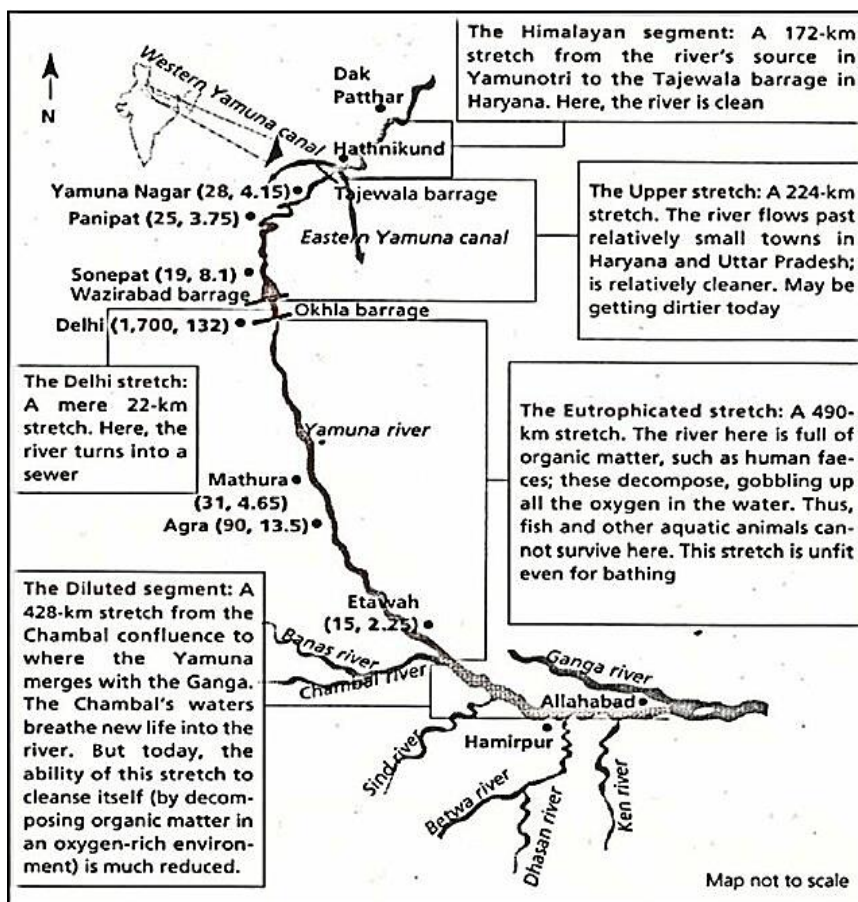 The Himalayan segment: A 172-km
stretch from the river's source in
Yamunotri to the Tajewala barrage in
Haryana. Here, the river is clean
N
Western Yamuna canal
Dak
Patthar
Hathnikund
Yamuna Nagar (28, 4.15)
Tajewala barrage
Panipat (25, 3.75)
Eastern Yamuna canal
The Upper stretch: A 224-km
stretch. The river flows past
relatively small towns in
Haryana and Uttar Pradesh;
is relatively cleaner. May be
getting dirtier today
Sonepat (19, 8.1)
Wazirabad barrage
Okhla barrage
Delhi (1,700, 132)
The Delhi stretch:
A mere 22-km
stretch. Here, the
river turns into a
sewer
Yamuna river
The Eutrophicated stretch: A 490-
km stretch. The river here is full of
organic matter, such as human fae-
ces; these decompose, gobbling up
all the oxygen in the water. Thus,
fish and other aquatic animals can-
not survive here. This stretch is unfit
even for bathing
Mathura
(31, 4.65)
Agra (90, 13.5)
Etawah
(15, 2.25)
The Diluted segment: A
428-km stretch from the
Chambal confluence to
where the Yamuna
merges with the Ganga.
The Chambal's waters
breathe new life into the
river. But today, the
ability of this stretch to
cleanse itself (by decom-
posing organic matter in
an oxygen-rich environ-
ment) is much reduced.
Banas river
Chambal river
Ganga river
Allahabad
Hamirpur
Sind river
Betwa river
Dhasan river
Ken river
Map not to scale